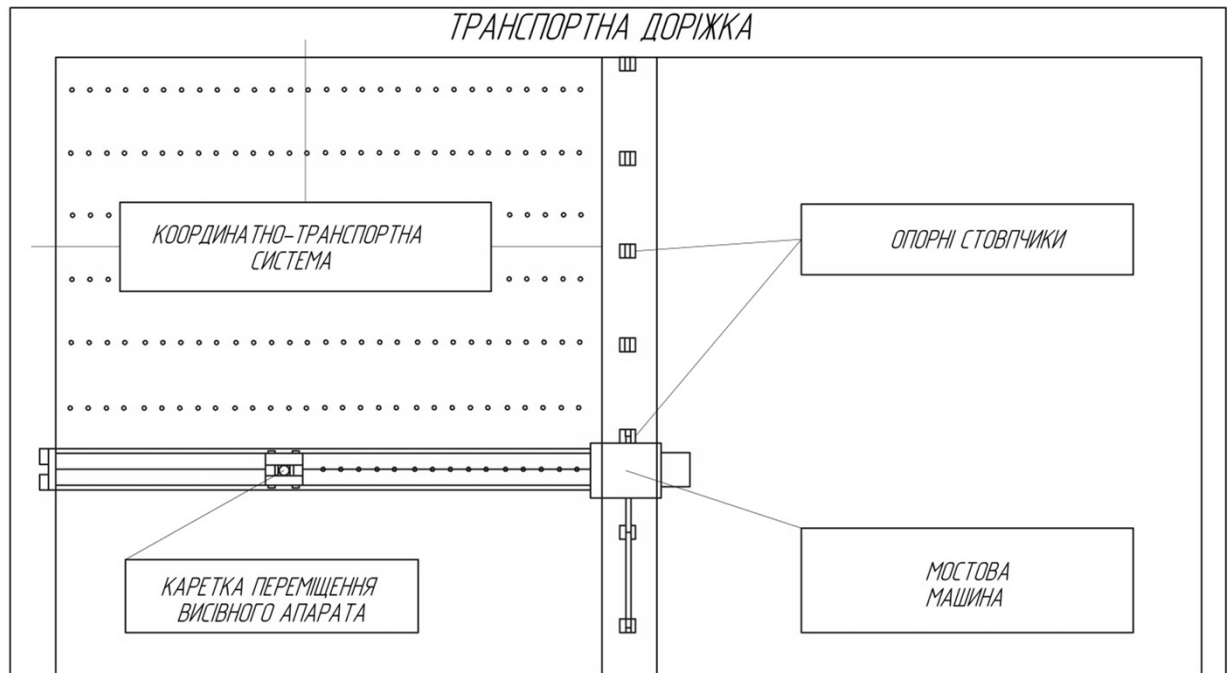 ТРАНСПОРТНА ДОРІЖКА
КООРДИНАТНО-ТРАНСПОРТНА
СИСТЕМА
ОПОРНІ СТОВПЧИКИ
КАРЕТКА ПЕРЕМІЩЕННЯ
ВИСІВНОГО АПАРАТА
МОСТОВА
МАШИНА